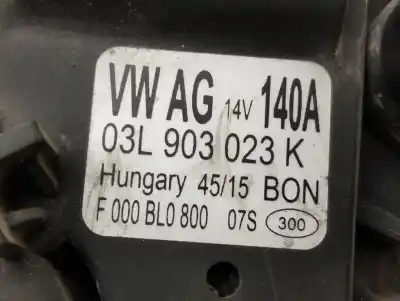 VW AG 14V 140A
03L 903 023 K
Hungary 45/15 BON
F 000 BL0 800 07S 300